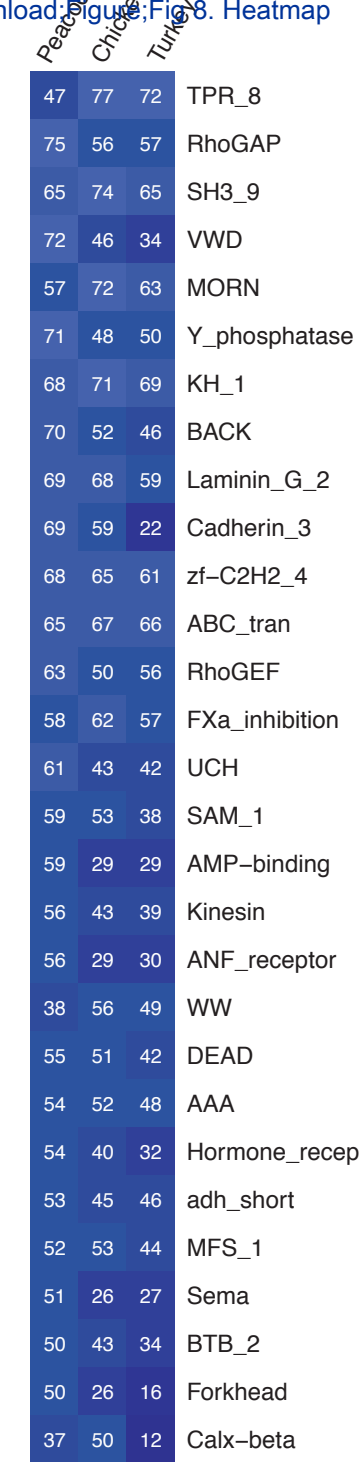 nload;Figure;Fig 8. Heatmap
Peacoc Chicke Turkey
47 77 72 TPR_8
75 56 57 RhoGAP
65 74 65 SH3_9
72 46 34 VWD
57 72 63 MORN
71 48 50 Y_phosphatase
68 71 69 KH_1
70 52 46 BACK
69 68 59 Laminin_G_2
69 59 22 Cadherin_3
68 65 61 zf−C2H2_4
65 67 66 ABC_tran
63 50 56 RhoGEF
58 62 57 FXa_inhibition
61 43 42 UCH
59 53 38 SAM_1
59 29 29 AMP−binding
56 43 39 Kinesin
56 29 30 ANF_receptor
38 56 49 WW
55 51 42 DEAD
54 52 48 AAA
54 40 32 Hormone_recep
53 45 46 adh_short
52 53 44 MFS_1
51 26 27 Sema
50 43 34 BTB_2
50 26 16 Forkhead
37 50 12 Calx−beta